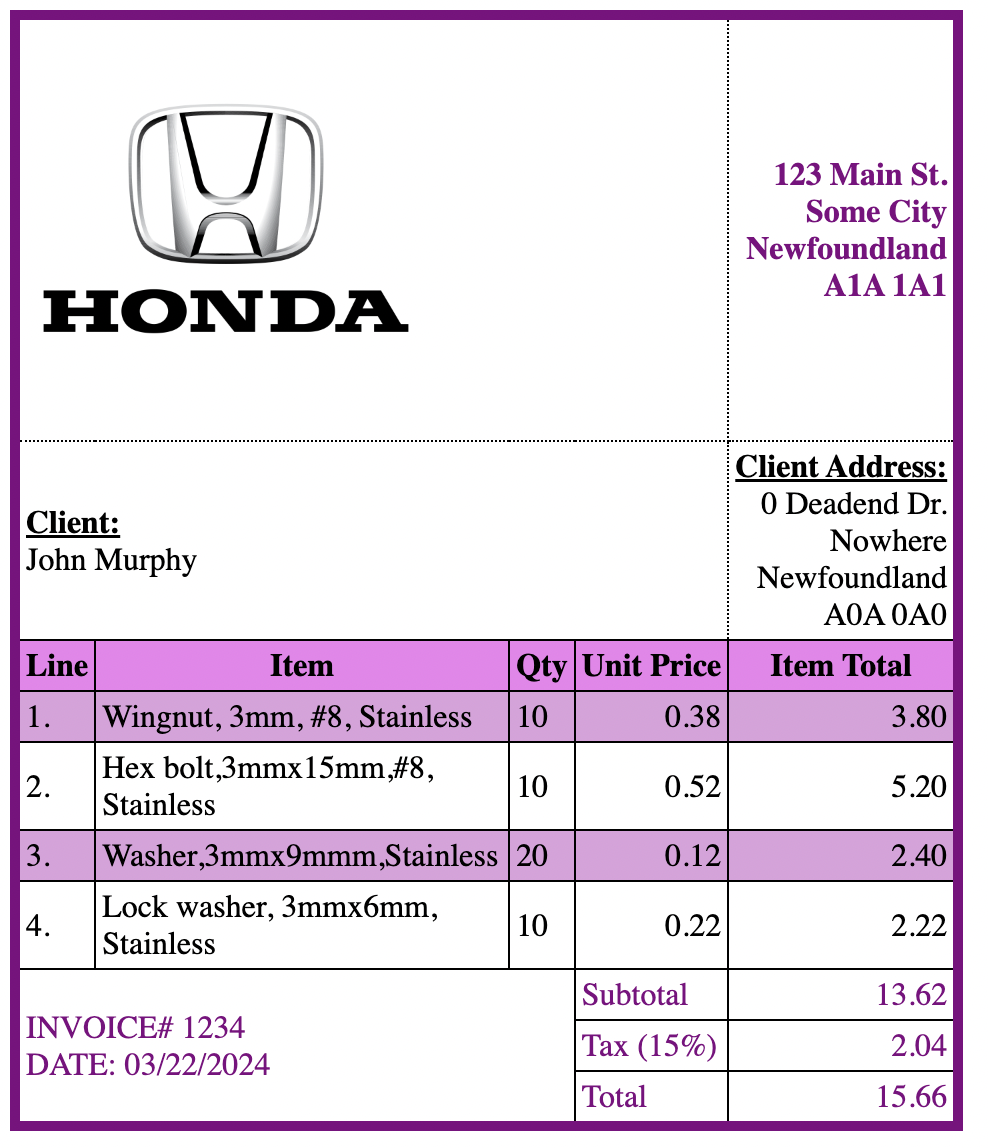 HONDA
123 Main St.
Some City
Newfoundland
A1A 1A1
Client:
John Murphy
Client Address:
0 Deadend Dr.
Nowhere
Newfoundland
A0A 0A0
Line Item Qty Unit Price Item Total
1. Wingnut, 3mm, #8, Stainless 10 0.38 3.80
2. Hex bolt,3mmx15mm,#8,
Stainless 10 0.52 5.20
3. Washer,3mmx9mmm,Stainless 20 0.12 2.40
4. Lock washer, 3mmx6mm,
Stainless 10 0.22 2.22
INVOICE# 1234
DATE: 03/22/2024
Subtotal 13.62
Tax (15%) 2.04
Total 15.66